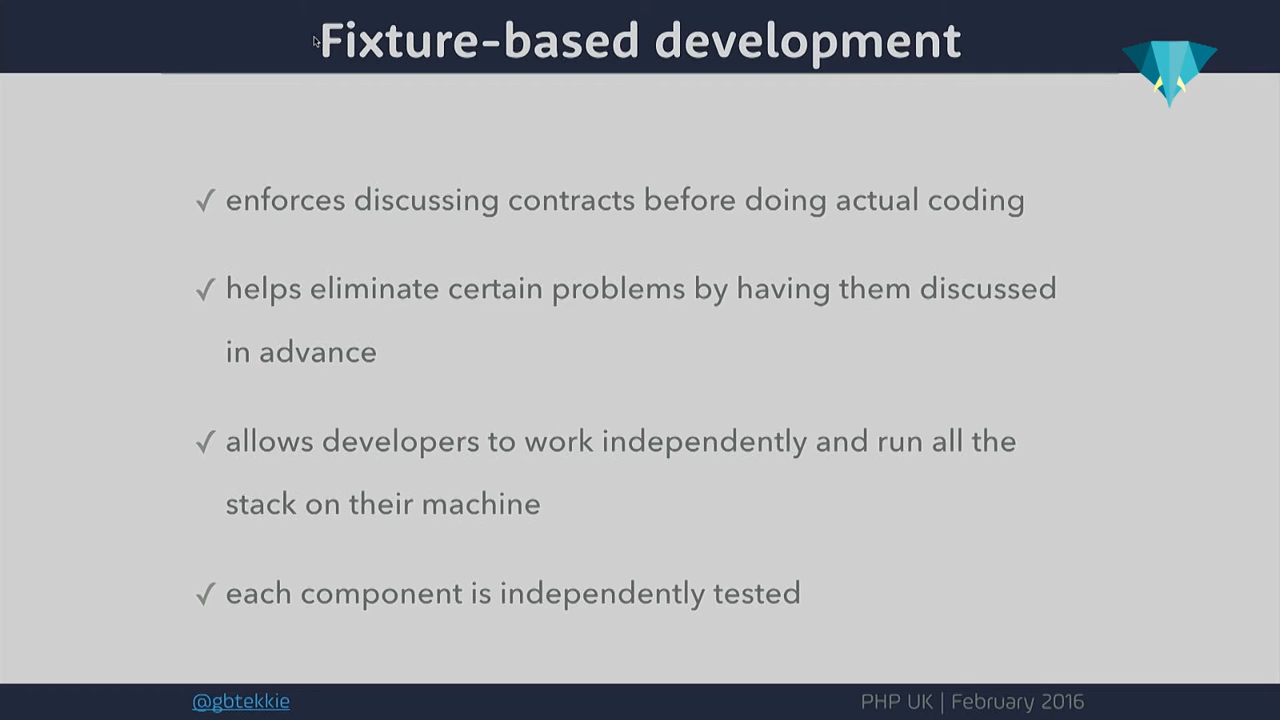 Fixture-based development
✓ enforces discussing contracts before doing actual coding
✓ helps eliminate certain problems by having them discussed
in advance
✓ allows developers to work independently and run all the
stack on their machine
✓ each component is independently tested
@gbtekkie
PHP UK | February 2016